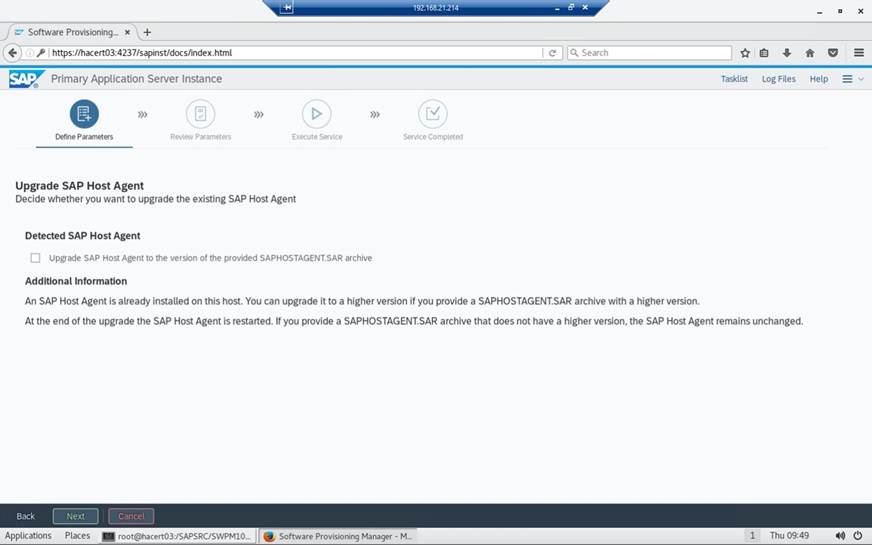 192.168.21.214
Software Provisioning...
https://hacert03:4237/sapinst/docs/index.html
Search
SAP Primary Application Server Instance
Tasklist Log Files Help
Define Parameters Review Parameters Execute Service Service Completed
Upgrade SAP Host Agent
Decide whether you want to upgrade the existing SAP Host Agent
Detected SAP Host Agent
Upgrade SAP Host Agent to the version of the provided SAPHOSTAGENT.SAR archive
Additional Information
An SAP Host Agent is already installed on this host. You can upgrade it to a higher version if you provide a SAPHOSTAGENT.SAR archive with a higher version.
At the end of the upgrade the SAP Host Agent is restarted. If you provide a SAPHOSTAGENT.SAR archive that does not have a higher version, the SAP Host Agent remains unchanged.
Back Next Cancel
Applications Places root@hacert03:/SAPSRC/SWPM10... Software Provisioning Manager - M... 1 Thu 09:49